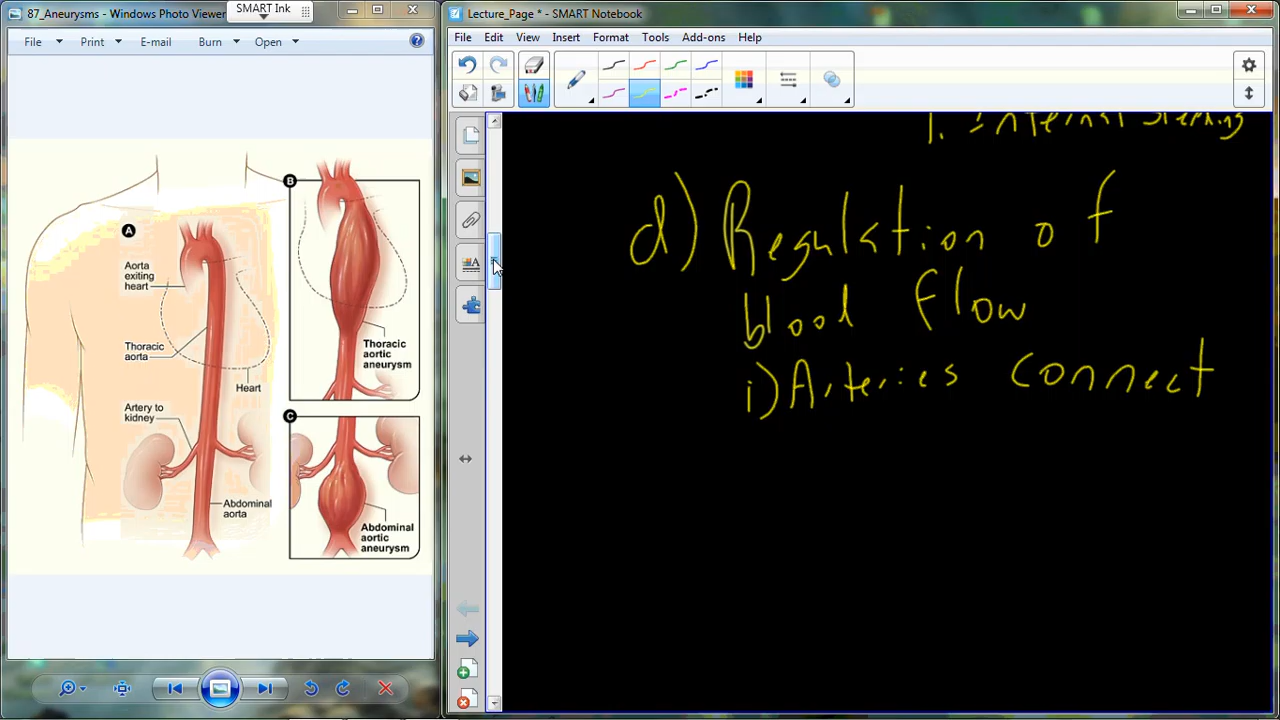 87_Aneurysms - Windows Photo Viewer
SMART Ink
File Print E-mail Burn Open
A
Aorta
exiting
heart
Thoracic
aorta
Heart
Artery to
kidney
Abdominal
aorta
B
Thoracic
aortic
aneurysm
C
Abdominal
aortic
aneurysm
Lecture_Page * - SMART Notebook
File Edit View Insert Format Tools Add-ons Help
1. Internal
d) Regulation of
blood flow
i) Arteries connect